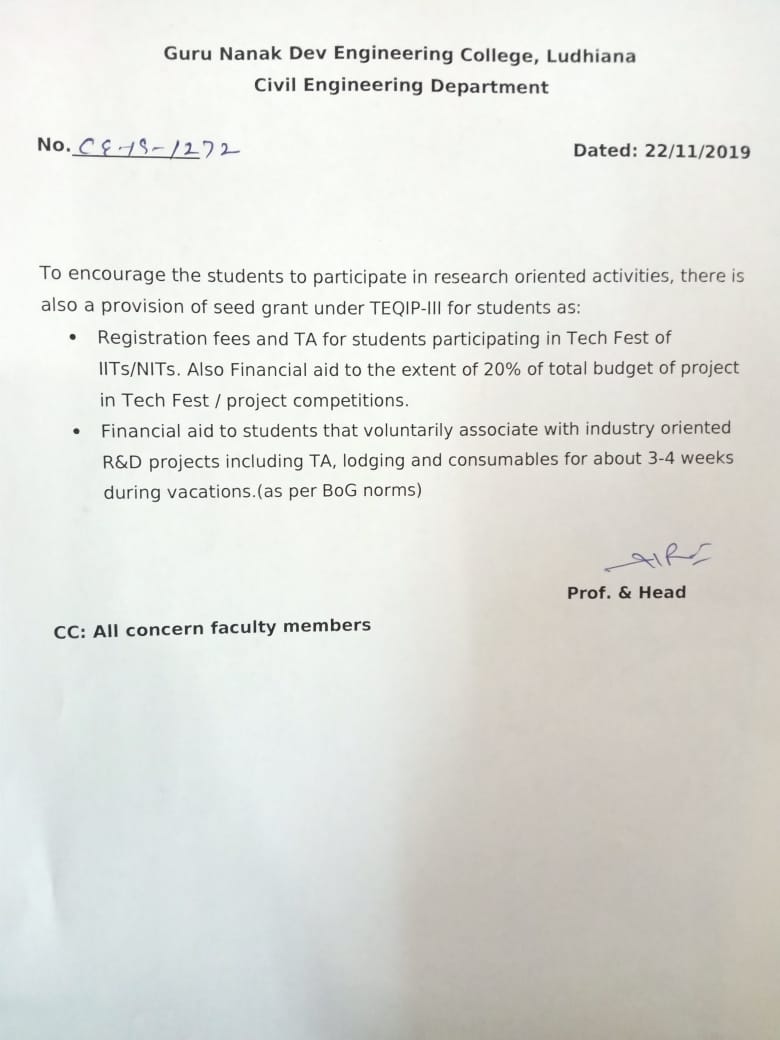 Guru Nanak Dev Engineering College, Ludhiana
Civil Engineering Department
No. CE-19-1272 Dated: 22/11/2019
To encourage the students to participate in research oriented activities, there is
also a provision of seed grant under TEQIP-III for students as:
• Registration fees and TA for students participating in Tech Fest of
IITs/NITs. Also Financial aid to the extent of 20% of total budget of project
in Tech Fest / project competitions.
• Financial aid to students that voluntarily associate with industry oriented
R&D projects including TA, lodging and consumables for about 3-4 weeks
during vacations.(as per BoG norms)
Prof. & Head
CC: All concern faculty members